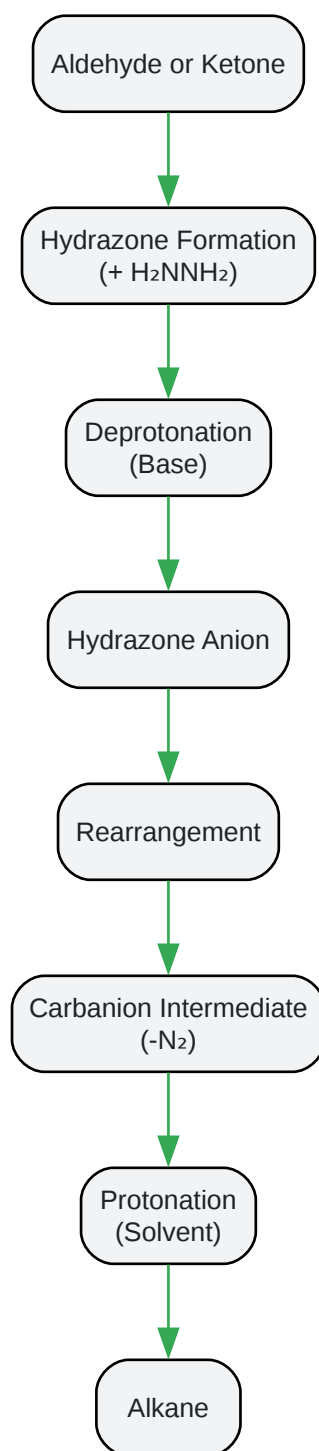 Aldehyde or Ketone
Hydrazone Formation
(+ H₂NNH₂)
Deprotonation
(Base)
Hydrazone Anion
Rearrangement
Carbanion Intermediate
(-N₂)
Protonation
(Solvent)
Alkane